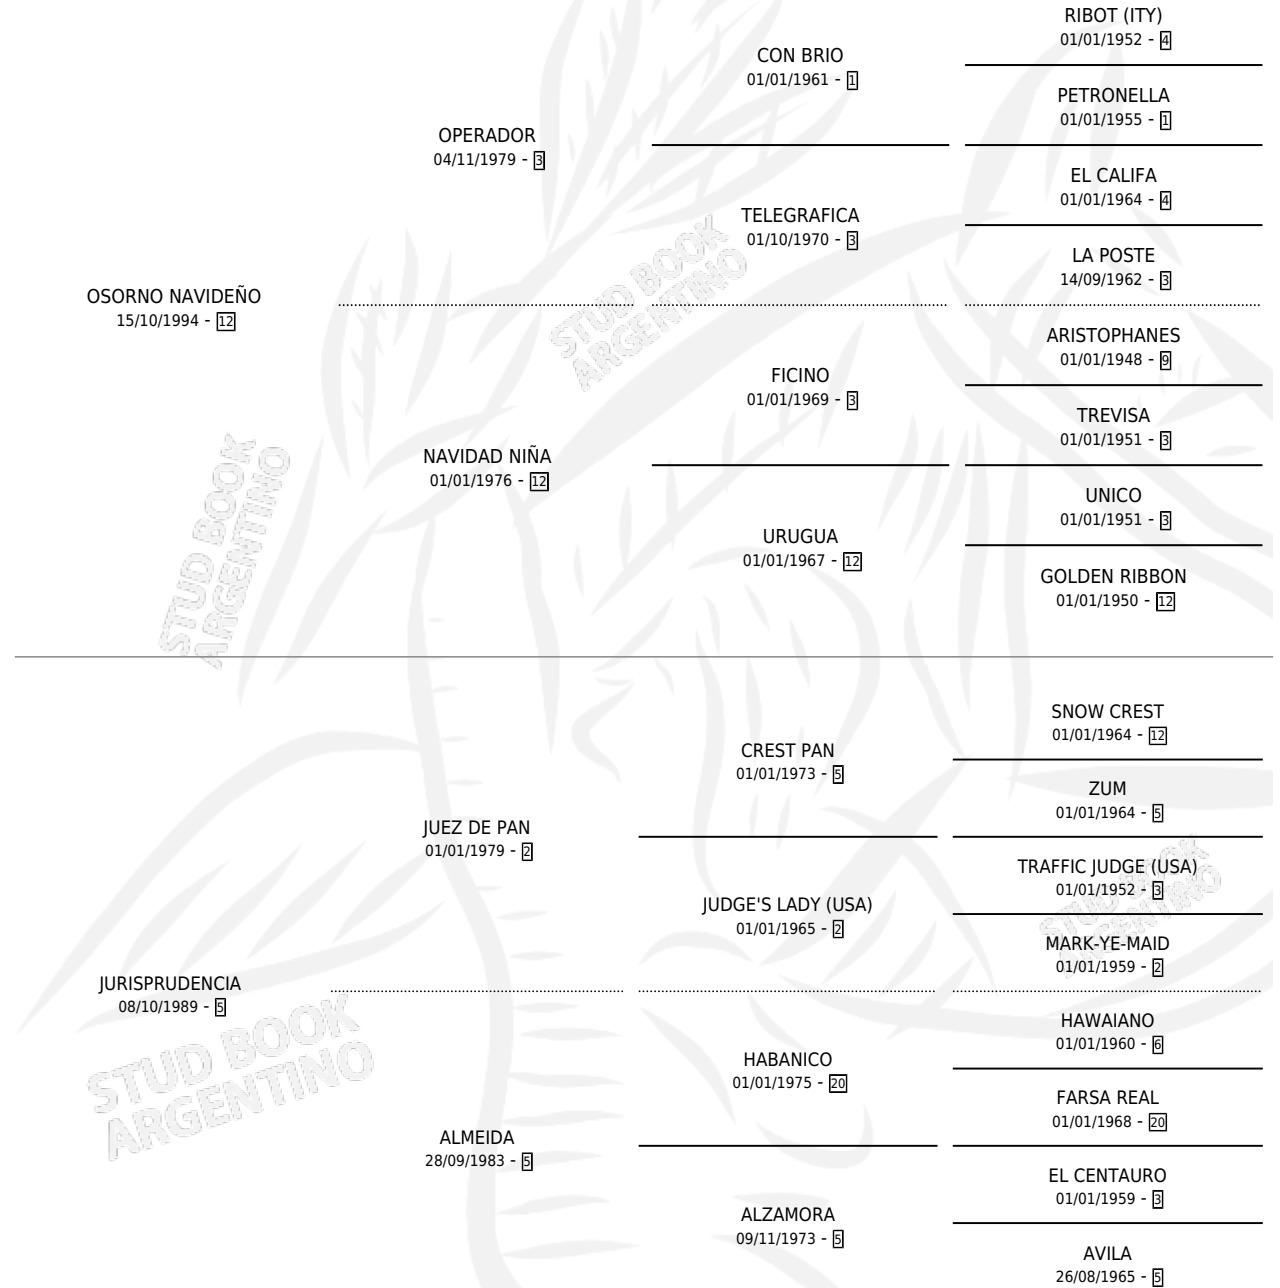 RIBOT (ITY)
01/01/1952 - 4
CON BRIO
01/01/1961 - 1
PETRONELLA
01/01/1955 - 1
OPERADOR
04/11/1979 - 3
EL CALIFA
01/01/1964 - 4
TELEGRAFICA
01/10/1970 - 3
LA POSTE
14/09/1962 - 3
OSORNO NAVIDEÑO
15/10/1994 - 12
STUD BOOK
ARGENTINO
ARISTOPHANES
01/01/1948 - 9
FICINO
01/01/1969 - 3
TREVISA
01/01/1951 - 3
NAVIDAD NIÑA
01/01/1976 - 12
UNICO
01/01/1951 - 3
URUGUA
01/01/1967 - 12
GOLDEN RIBBON
01/01/1950 - 12
STUD BOOK
ARGENTINO
SNOW CREST
01/01/1964 - 12
CREST PAN
01/01/1973 - 5
ZUM
01/01/1964 - 5
JUEZ DE PAN
01/01/1979 - 2
TRAFFIC JUDGE (USA)
01/01/1952 - 3
JUDGE'S LADY (USA)
01/01/1965 - 2
MARK-YE-MAID
01/01/1959 - 2
STUD BOOK
ARGENTINO
JURISPRUDENCIA
08/10/1989 - 5
HAWAIANO
01/01/1960 - 6
HABANICO
01/01/1975 - 20
FARSA REAL
01/01/1968 - 20
STUD BOOK
ARGENTINO
ALMEIDA
28/09/1983 - 5
EL CENTAURO
01/01/1959 - 3
ALZAMORA
09/11/1973 - 5
AVILA
26/08/1965 - 5